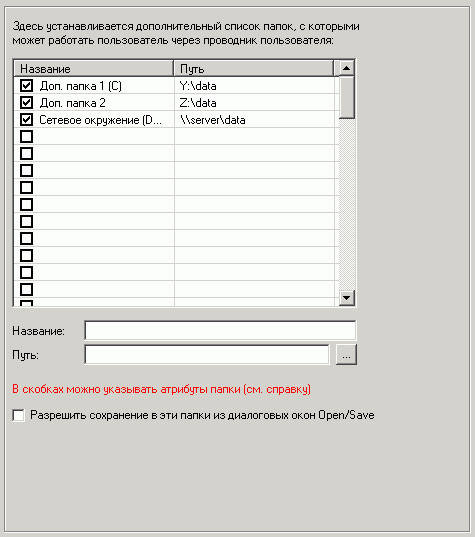 Здесь устанавливается дополнительный список папок, с которыми
может работать пользователь через проводник пользователя:
Название Путь
Доп. папка 1 (C) Y:\data
Доп. папка 2 Z:\data
Сетевое окружение (D... \\server\data
Название:
Путь: ...
В скобках можно указывать атрибуты папки (см. справку)
Разрешить сохранение в эти папки из диалоговых окон Open/Save